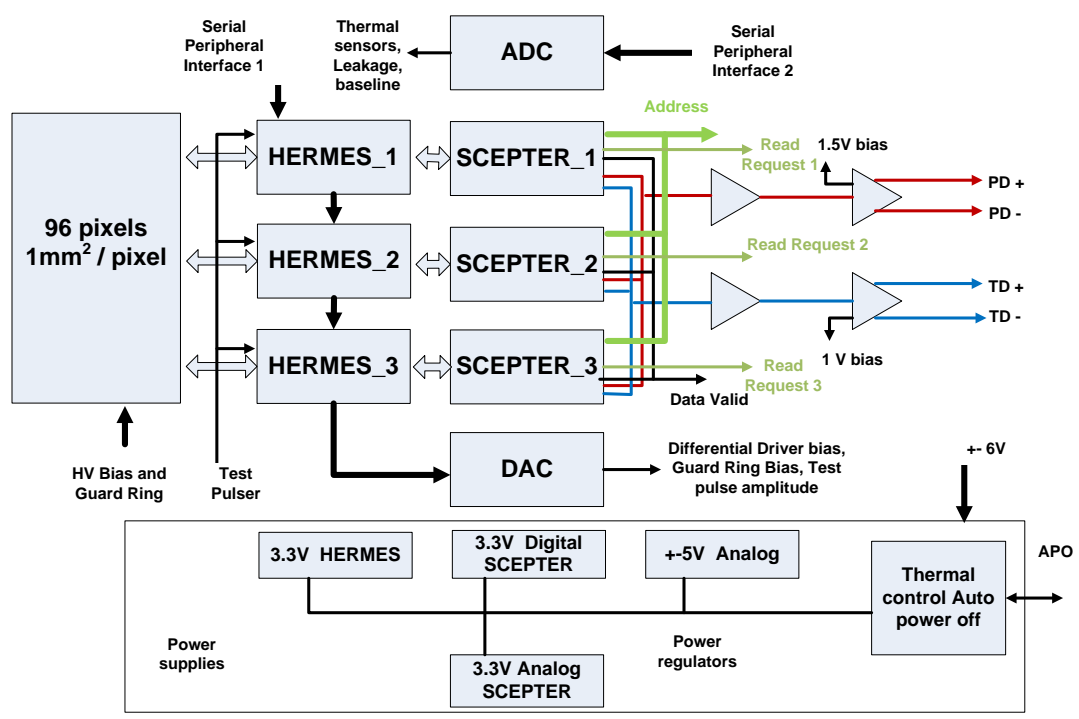 Serial
Peripheral
Interface 1
Thermal
sensors,
Leakage,
baseline
ADC
Serial
Peripheral
Interface 2
Address
HERMES_1
SCEPTER_1
Read
Request 1
1.5V bias
PD +
PD -
96 pixels
1mm² / pixel
HERMES_2
SCEPTER_2
Read Request 2
TD +
TD -
HERMES_3
SCEPTER_3
Read
Request 3
1 V bias
Data Valid
HV Bias and
Guard Ring
Test
Pulser
DAC
Differential Driver bias,
Guard Ring Bias, Test
pulse amplitude
+- 6V
3.3V HERMES
3.3V Digital
SCEPTER
+-5V Analog
Thermal
control Auto
power off
APO
Power
supplies
3.3V Analog
SCEPTER
Power
regulators